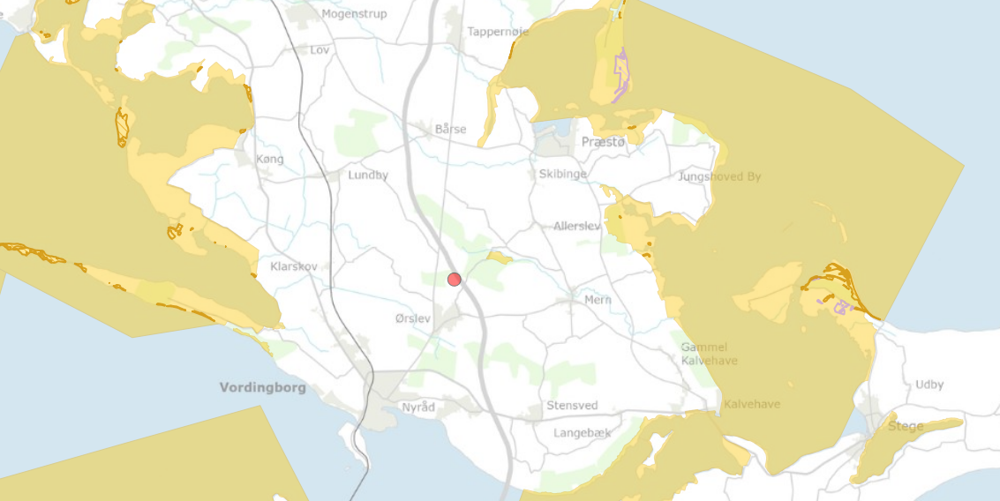 Mogenstrup
Tappernøje
Lov
Bårse
Præstø
Køng
Lundby
Skibinge
Jungshoved By
Allerslev
Klarskov
Mern
Ørslev
Gammel
Kalvehave
Vordingborg
Udby
Nyråd
Stensved
Kalvehave
Stege
Langebæk